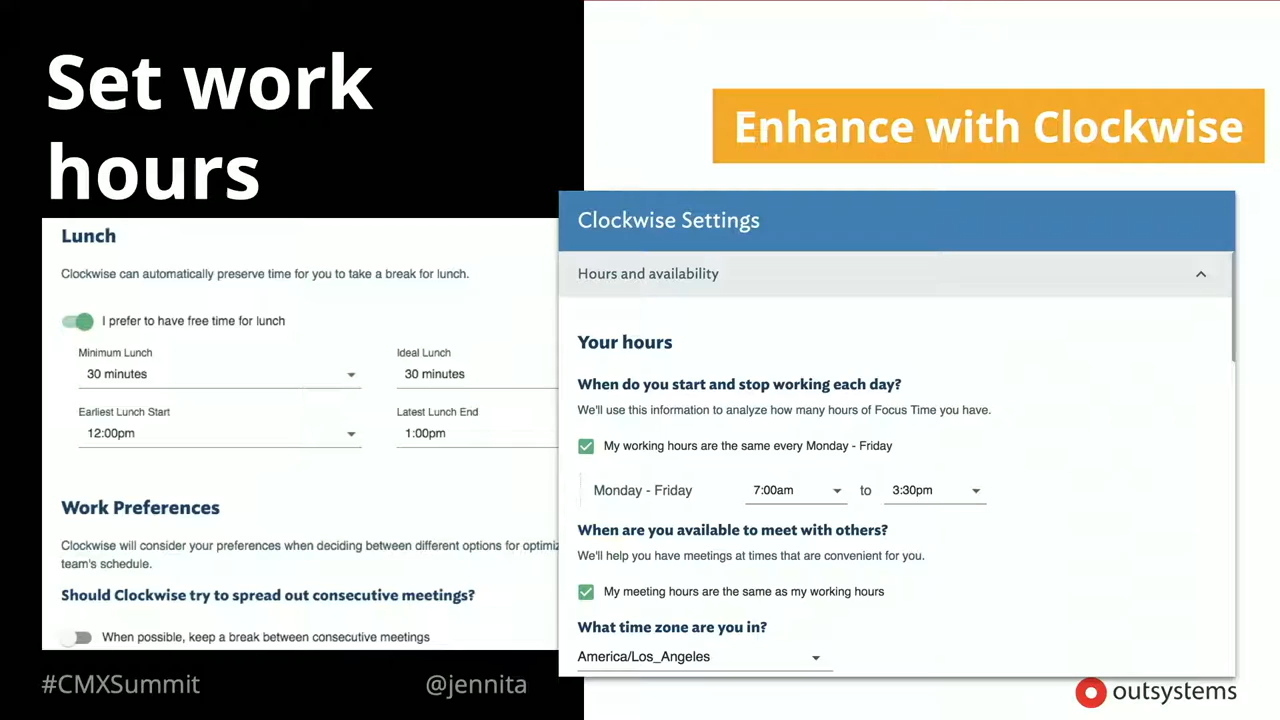 Set work
hours
Enhance with Clockwise
Lunch
Clockwise can automatically preserve time for you to take a break for lunch.
I prefer to have free time for lunch
Minimum Lunch
Ideal Lunch
30 minutes
30 minutes
Earliest Lunch Start
Latest Lunch End
12:00pm
1:00pm
Work Preferences
Clockwise will consider your preferences when deciding between different options for optimiz
team's schedule.
Should Clockwise try to spread out consecutive meetings?
When possible, keep a break between consecutive meetings
Clockwise Settings
Hours and availability
Your hours
When do you start and stop working each day?
We'll use this information to analyze how many hours of Focus Time you have.
My working hours are the same every Monday - Friday
Monday - Friday 7:00am to 3:30pm
When are you available to meet with others?
We'll help you have meetings at times that are convenient for you.
My meeting hours are the same as my working hours
What time zone are you in?
America/Los_Angeles
#CMXSummit @jennita
outsystems